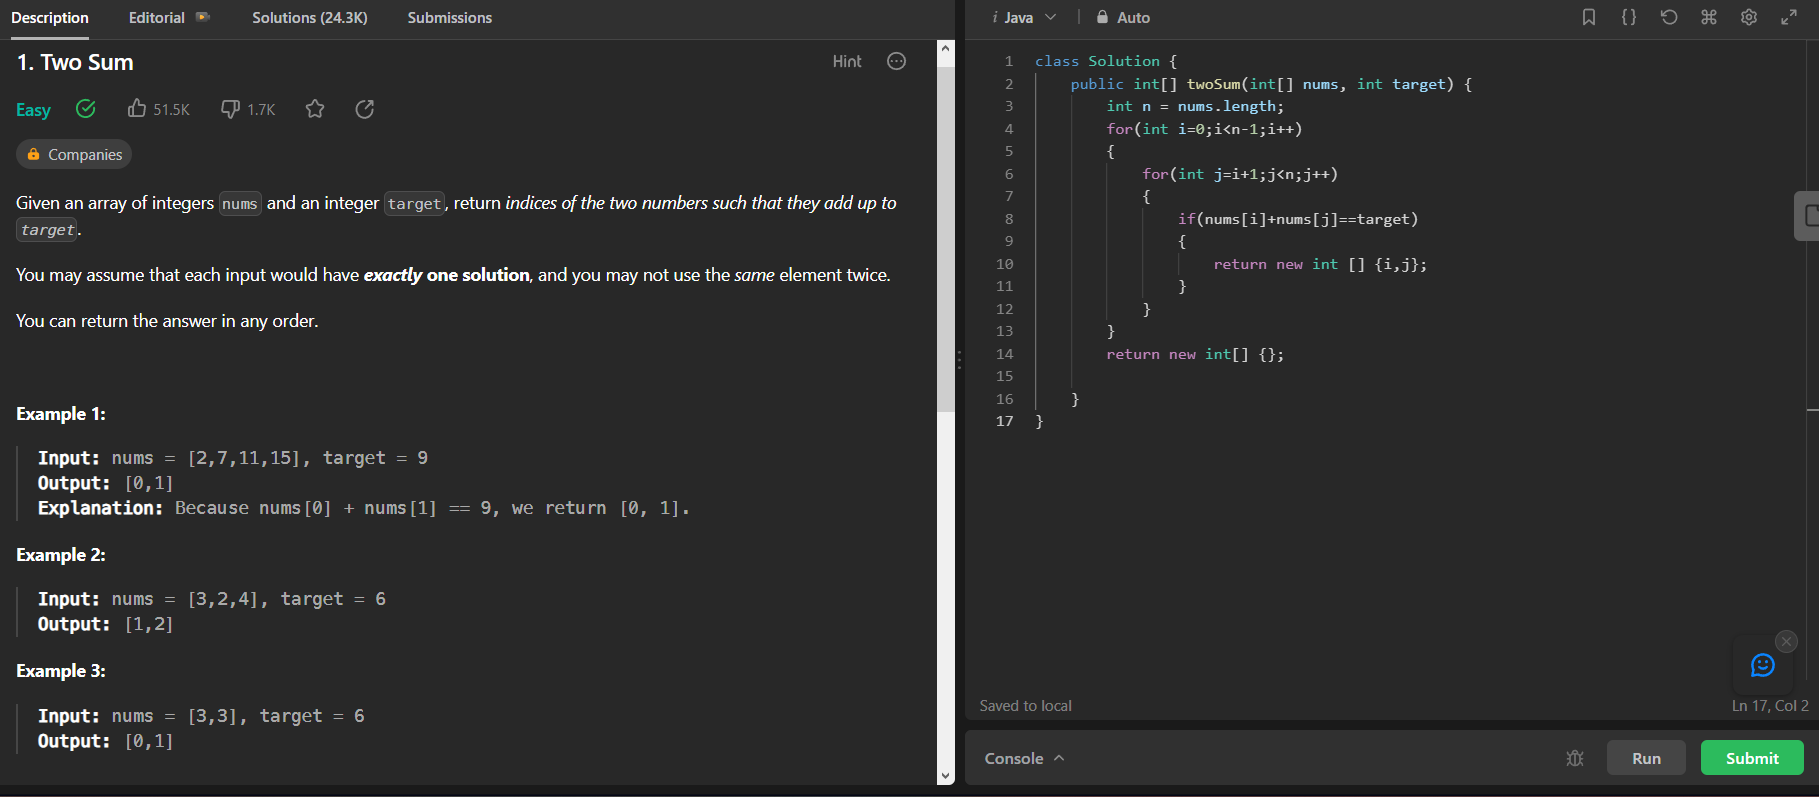 Description Editorial Solutions (24.3K) Submissions
1. Two Sum
Hint
Easy 51.5K 1.7K
Companies
Given an array of integers nums and an integer target, return indices of the two numbers such that they add up to
target.
You may assume that each input would have exactly one solution, and you may not use the same element twice.
You can return the answer in any order.
Example 1:
Input: nums = [2,7,11,15], target = 9
Output: [0,1]
Explanation: Because nums[0] + nums[1] == 9, we return [0, 1].
Example 2:
Input: nums = [3,2,4], target = 6
Output: [1,2]
Example 3:
Input: nums = [3,3], target = 6
Output: [0,1]
i Java | Auto
1 class Solution {
2 public int[] twoSum(int[] nums, int target) {
3 int n = nums.length;
4 for(int i=0;i<n-1;i++)
5 {
6 for(int j=i+1;j<n;j++)
7 {
8 if(nums[i]+nums[j]==target)
9 {
10 return new int [] {i,j};
11 }
12 }
13 }
14 return new int[] {};
15
16 }
17 }
Saved to local
Ln 17, Col 2
Console
Run
Submit